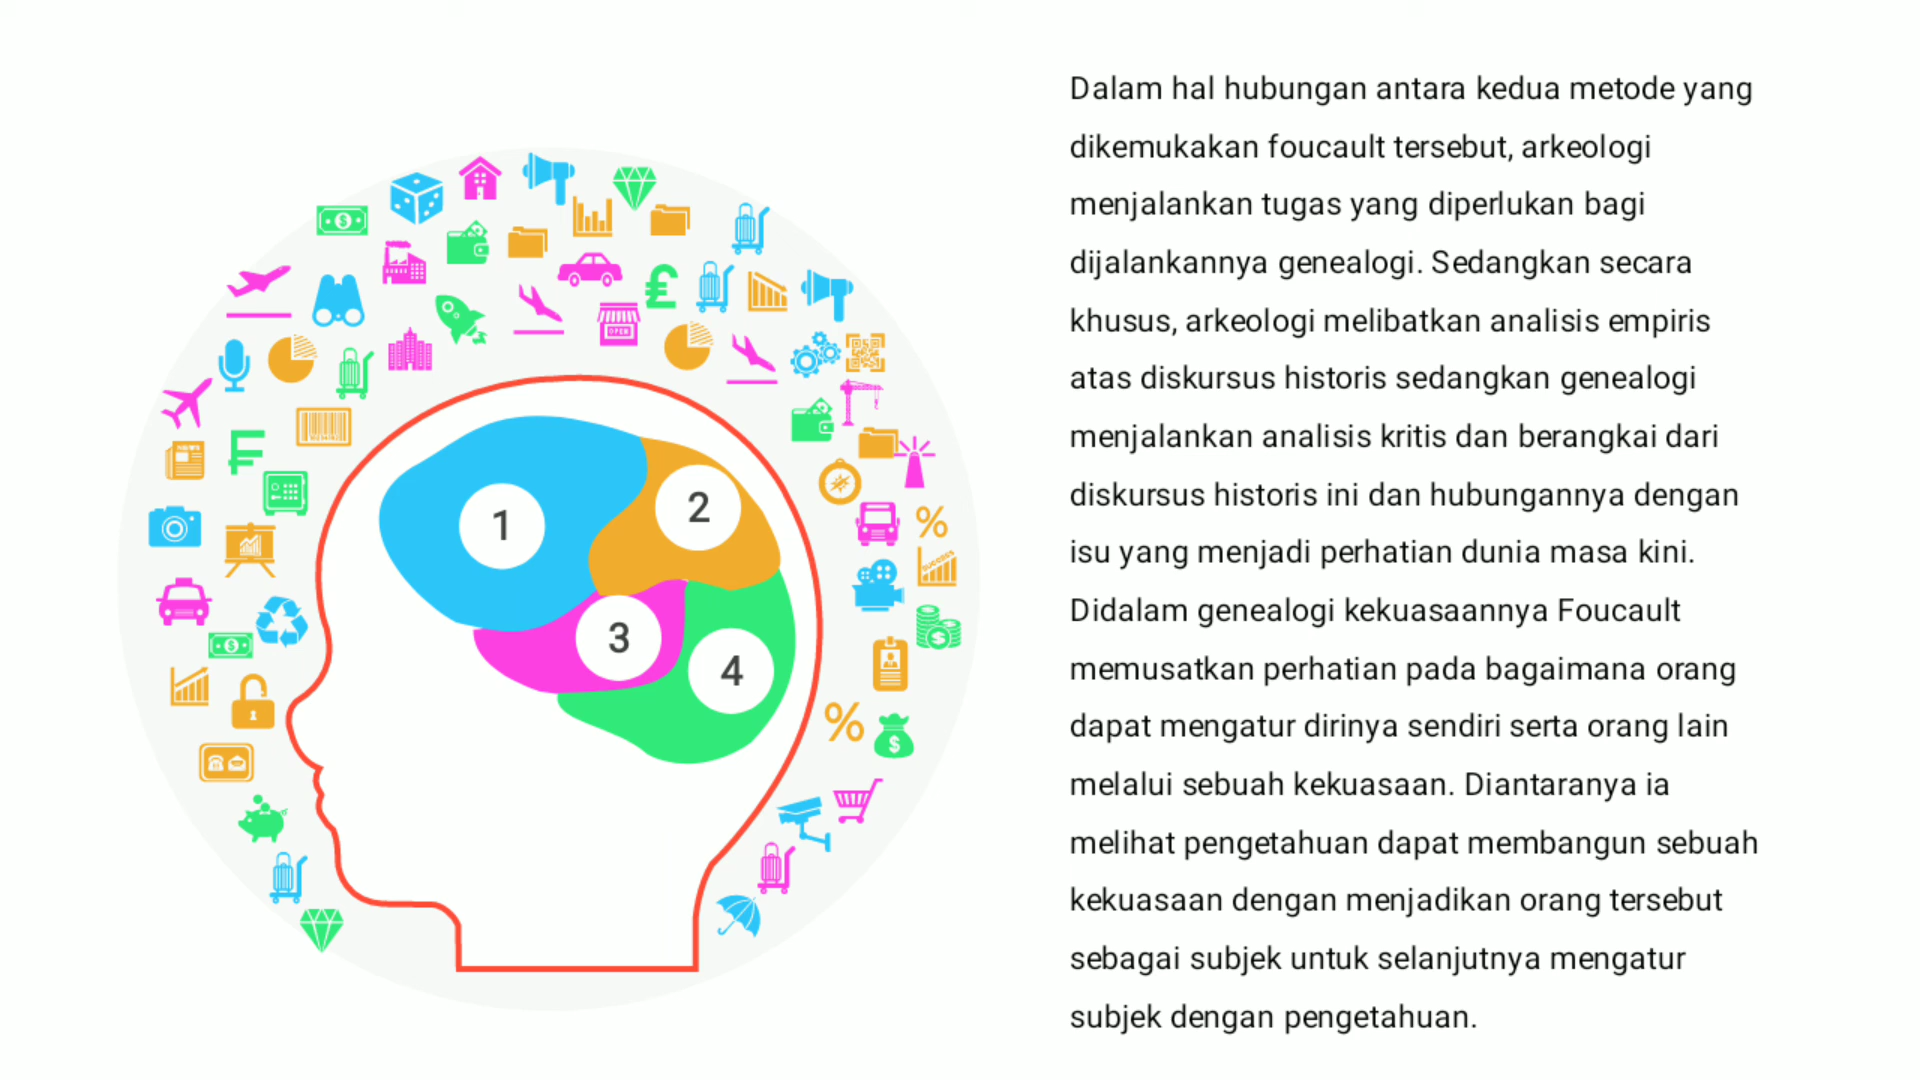 Dalam hal hubungan antara kedua metode yang
dikemukakan foucault tersebut, arkeologi
menjalankan tugas yang diperlukan bagi
dijalankannya genealogi. Sedangkan secara
khusus, arkeologi melibatkan analisis empiris
atas diskursus historis sedangkan genealogi
menjalankan analisis kritis dan berangkai dari
diskursus historis ini dan hubungannya dengan
isu yang menjadi perhatian dunia masa kini.
Didalam genealogi kekuasaannya Foucault
memusatkan perhatian pada bagaimana orang
dapat mengatur dirinya sendiri serta orang lain
melalui sebuah kekuasaan. Diantaranya ia
melihat pengetahuan dapat membangun sebuah
kekuasaan dengan menjadikan orang tersebut
sebagai subjek untuk selanjutnya mengatur
subjek dengan pengetahuan.
1
2
3
4
OPEN
NEWS
SUCCESS